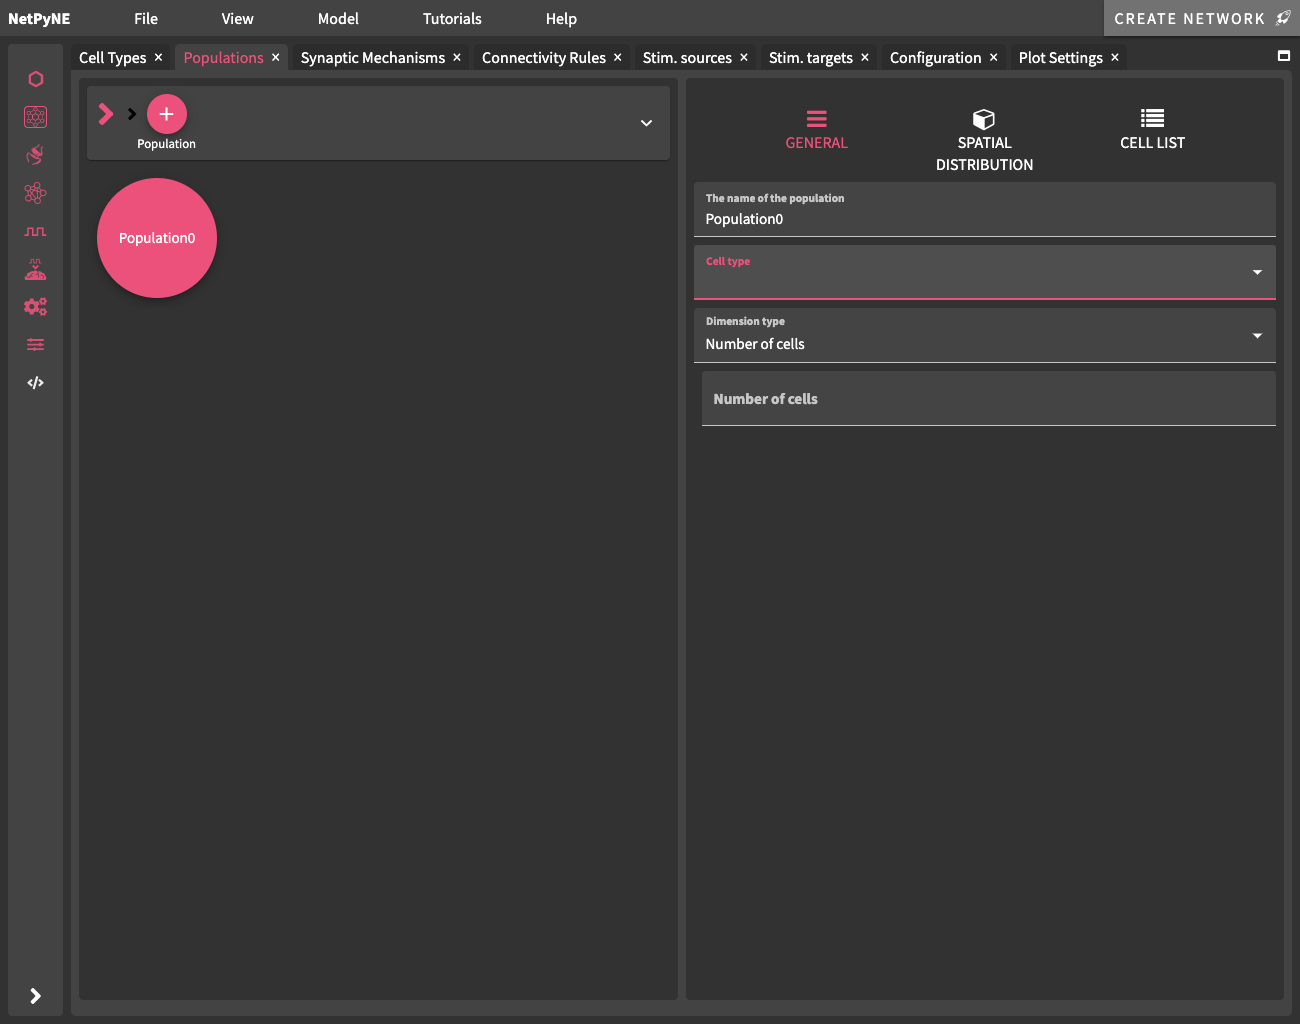 NetPyNE File View Model Tutorials Help CREATE NETWORK
Cell Types × Populations × Synaptic Mechanisms × Connectivity Rules × Stim. sources × Stim. targets × Configuration × Plot Settings ×
+
Population
Population0
GENERAL
SPATIAL
DISTRIBUTION
CELL LIST
The name of the population
Population0
Cell type
Dimension type
Number of cells
Number of cells